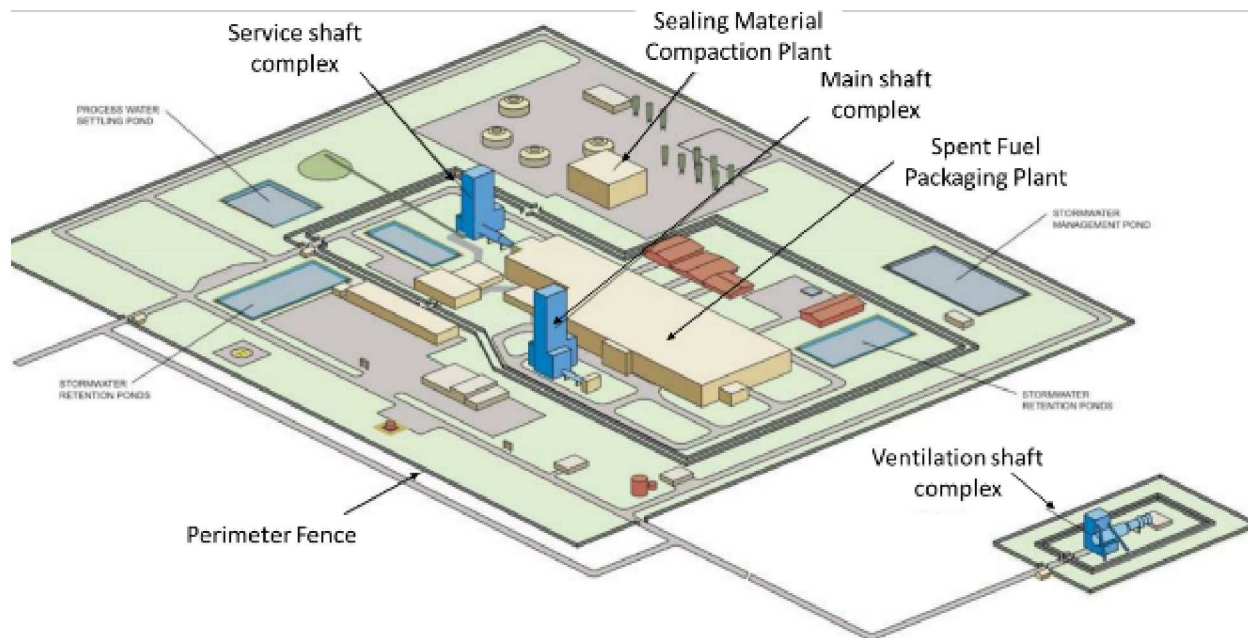 Sealing Material
Compaction Plant
Service shaft
complex
Main shaft
complex
PROCESS WATER
SETTLING POND
Spent Fuel
Packaging Plant
STORMWATER
MANAGEMENT POND
STORMWATER
RETENTION PONDS
STORMWATER
RETENTION PONDS
Ventilation shaft
complex
Perimeter Fence